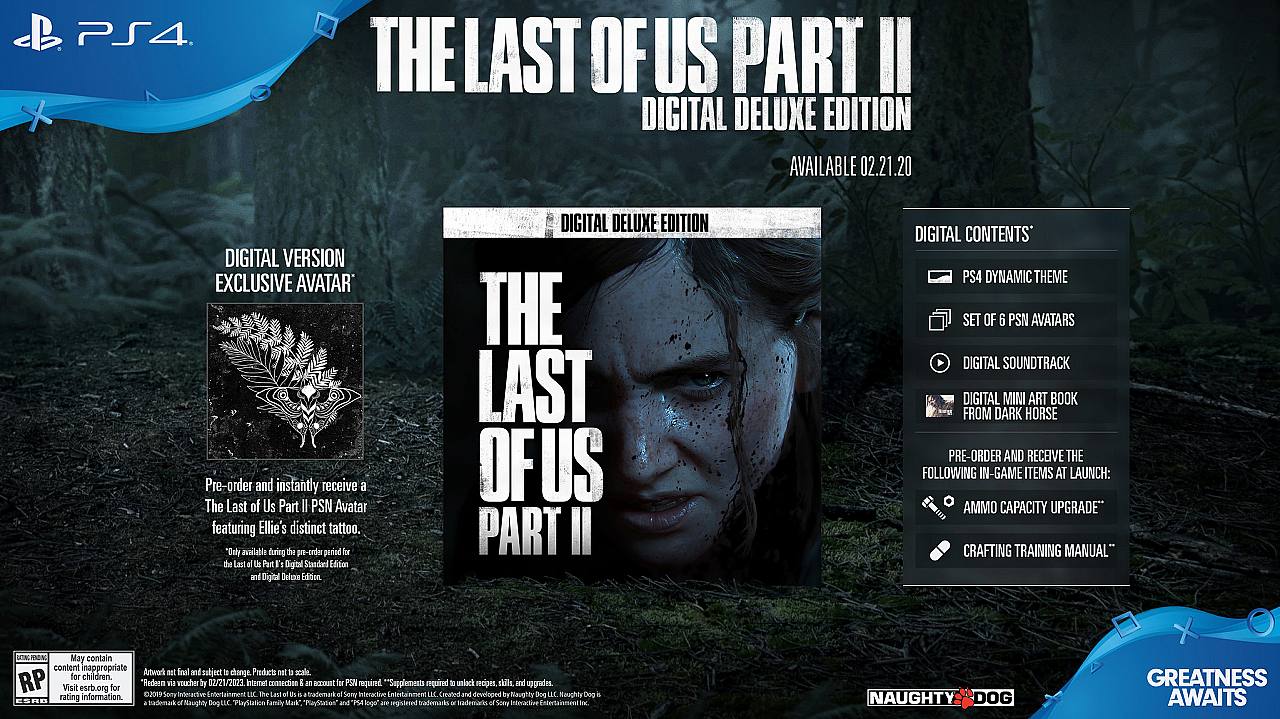 PS4
THE LAST OF US PART II
DIGITAL DELUXE EDITION
AVAILABLE 02.21.20
DIGITAL VERSION
EXCLUSIVE AVATAR*
Pre-order and instantly receive a
The Last of Us Part II PSN Avatar
featuring Ellie's distinct tattoo.
*Only available during the pre-order period for
the Last of Us Part II's Digital Standard Edition
and Digital Deluxe Edition.
DIGITAL DELUXE EDITION
THE
LAST
OF US
PART II
DIGITAL CONTENTS*
PS4 DYNAMIC THEME
SET OF 6 PSN AVATARS
DIGITAL SOUNDTRACK
DIGITAL MINI ART BOOK
FROM DARK HORSE
PRE-ORDER AND RECEIVE THE
FOLLOWING IN-GAME ITEMS AT LAUNCH:
AMMO CAPACITY UPGRADE**
CRAFTING TRAINING MANUAL**
RATING PENDING
RP
ESRB
May contain
content inappropriate
for children.
Visit esrb.org for
rating information.
Artwork not final and subject to change. Products not to scale.
*Redeem via voucher by 02/21/2023. Internet connection & an account for PSN required. **Supplements required to unlock recipes, skills, and upgrades.
©2019 Sony Interactive Entertainment LLC. The Last of Us is a trademark of Sony Interactive Entertainment LLC. Created and developed by Naughty Dog LLC. Naughty Dog is
a trademark of Naughty Dog LLC. "PlayStation Family Mark", "PlayStation" and "PS4 logo" are registered trademarks or trademarks of Sony Interactive Entertainment Inc.
NAUGHTY DOG
GREATNESS
AWAITS